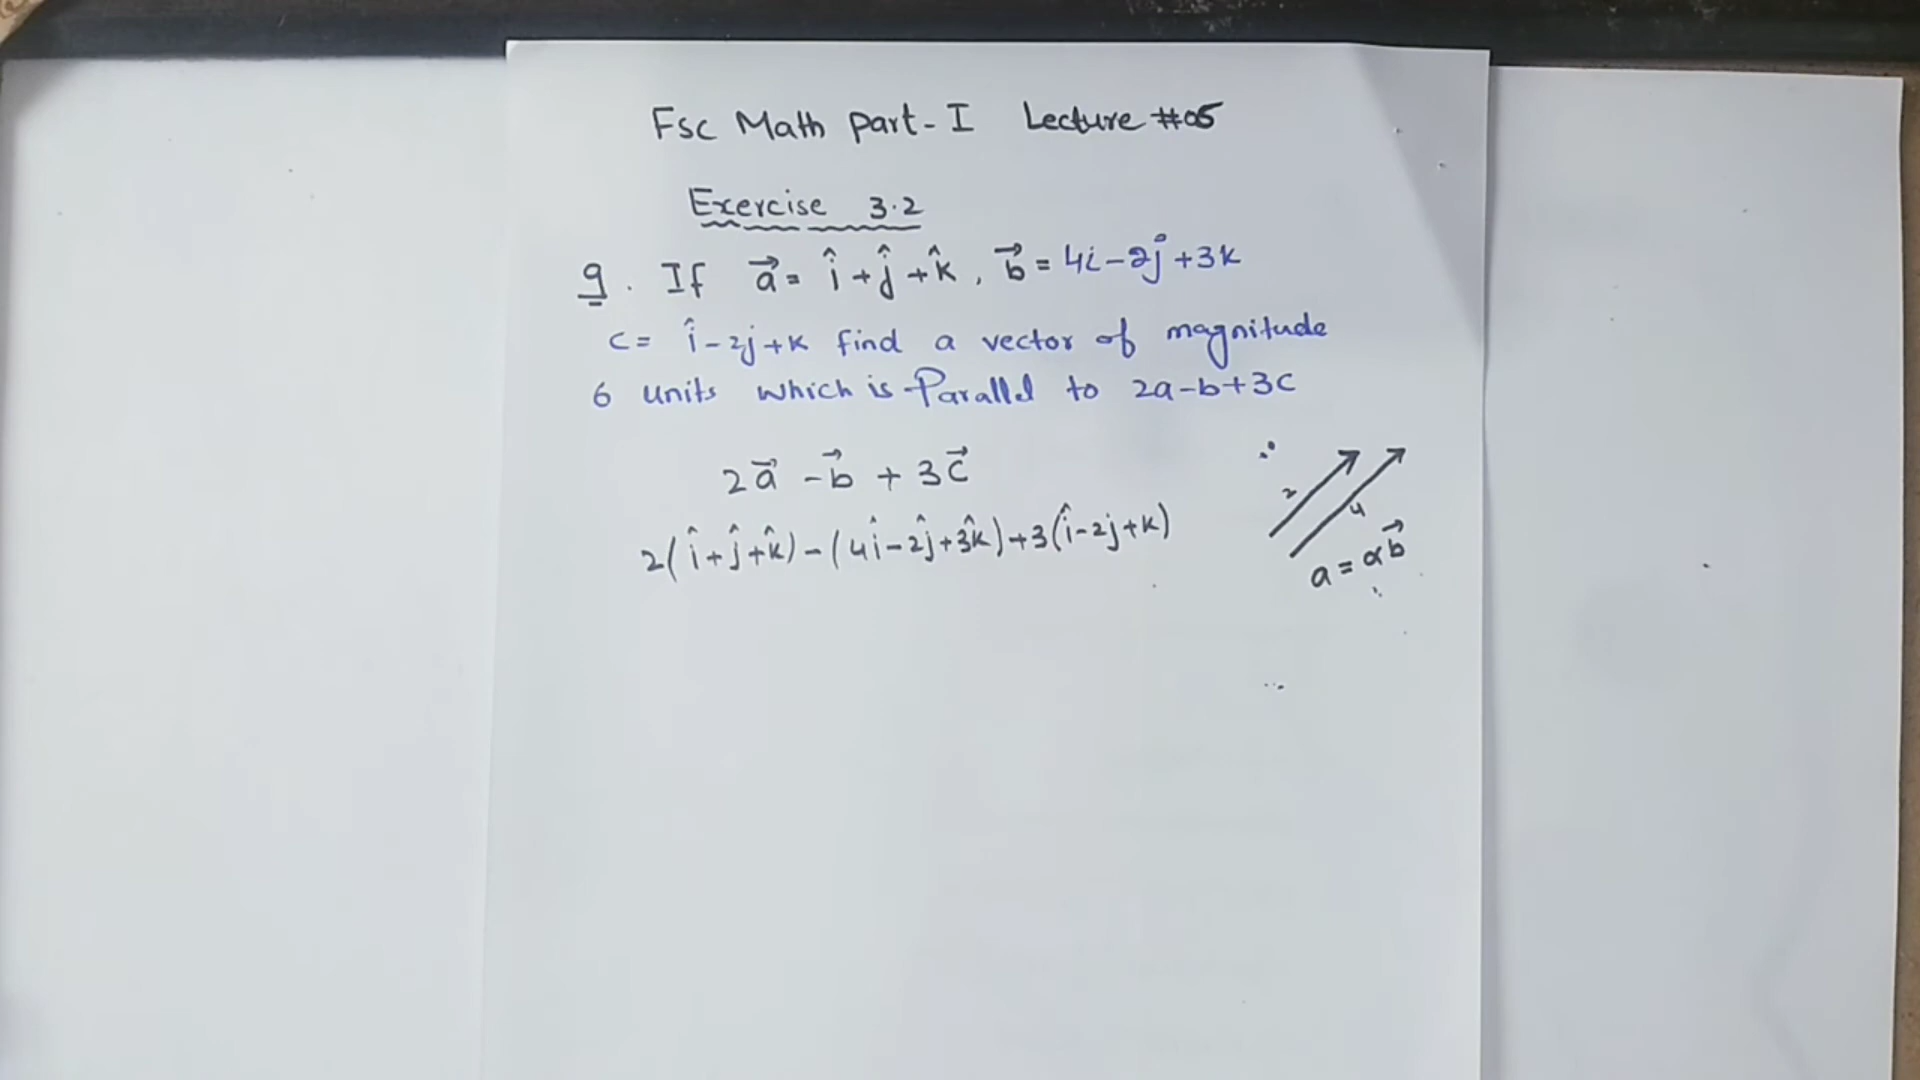 Fsc Math part-I Lecture #05
Exercise 3.2
9. If a⃗ = î+ĵ+k̂, b⃗ = 4i-2j+3k
c= î-2j+k find a vector of magnitude
6 units which is Parallel to 2a-b+3c
2a⃗ -b⃗ + 3c⃗
2(î+ĵ+k̂)-(4î-2ĵ+3k̂)+3(î-2j+k)
2
4
a = αb⃗